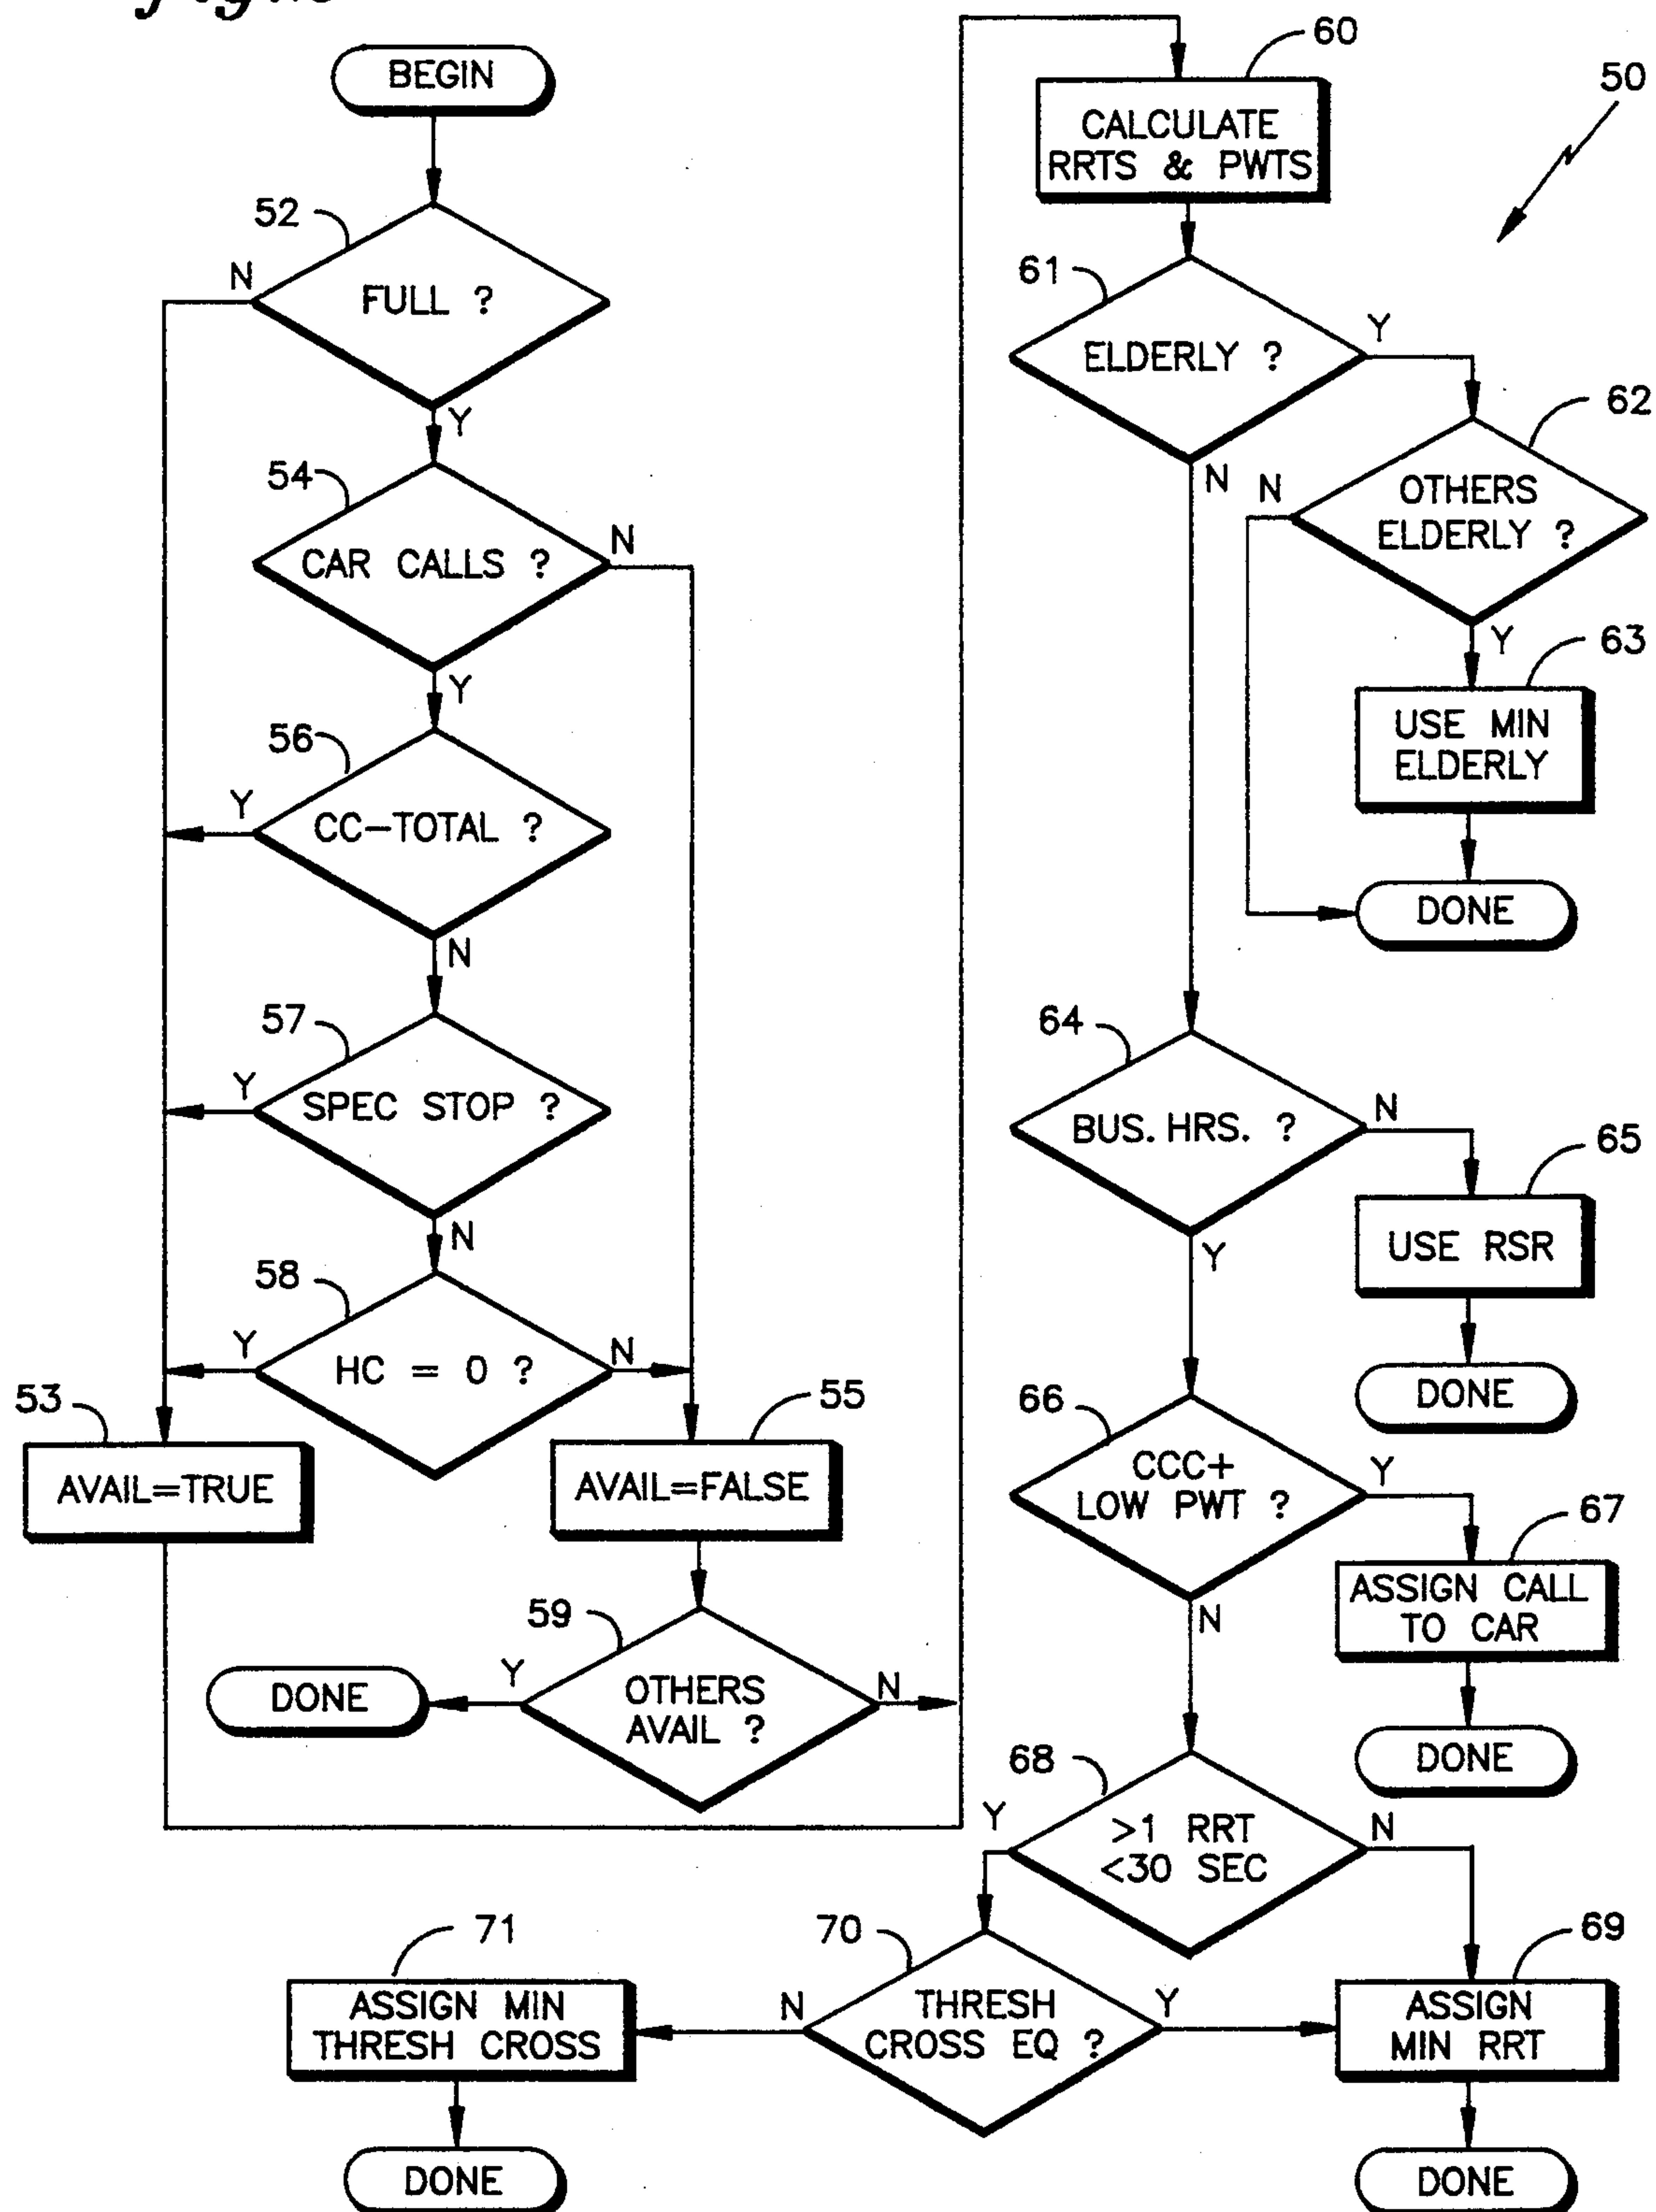 BEGIN
52
FULL ?
N
Y
54
CAR CALLS ?
N
Y
56
CC-TOTAL ?
Y
N
57
SPEC STOP ?
Y
N
58
HC = 0 ?
Y
N
53
AVAIL=TRUE
55
AVAIL=FALSE
59
OTHERS
AVAIL ?
Y
N
DONE
50
60
CALCULATE
RRTS & PWTS
61
ELDERLY ?
Y
N
62
OTHERS
ELDERLY ?
N
Y
63
USE MIN
ELDERLY
DONE
64
BUS. HRS. ?
N
Y
65
USE RSR
DONE
66
CCC+
LOW PWT ?
Y
N
67
ASSIGN CALL
TO CAR
DONE
68
>1 RRT
<30 SEC
Y
N
70
THRESH
CROSS EQ ?
N
Y
71
ASSIGN MIN
THRESH CROSS
DONE
69
ASSIGN
MIN RRT
DONE